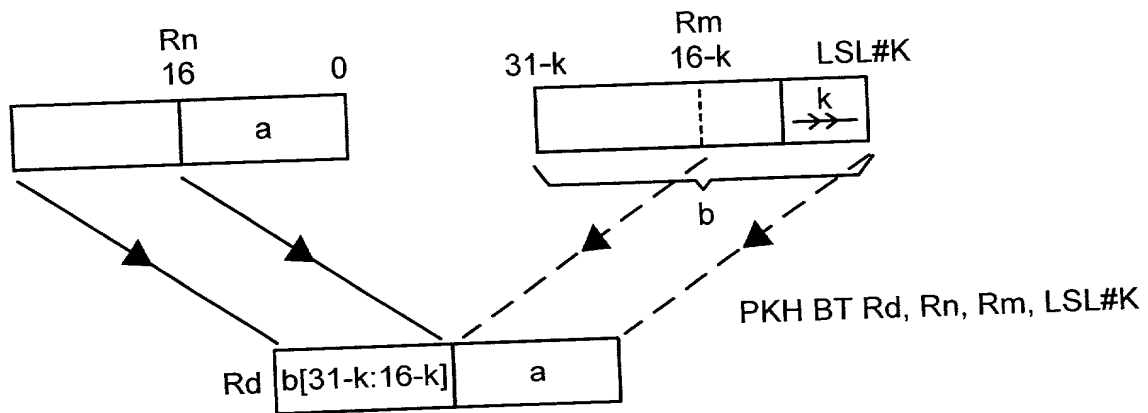 Rn
16 0
a
Rm
31-k 16-k LSL#K
k
b
PKH BT Rd, Rn, Rm, LSL#K
Rd b[31-k:16-k] a